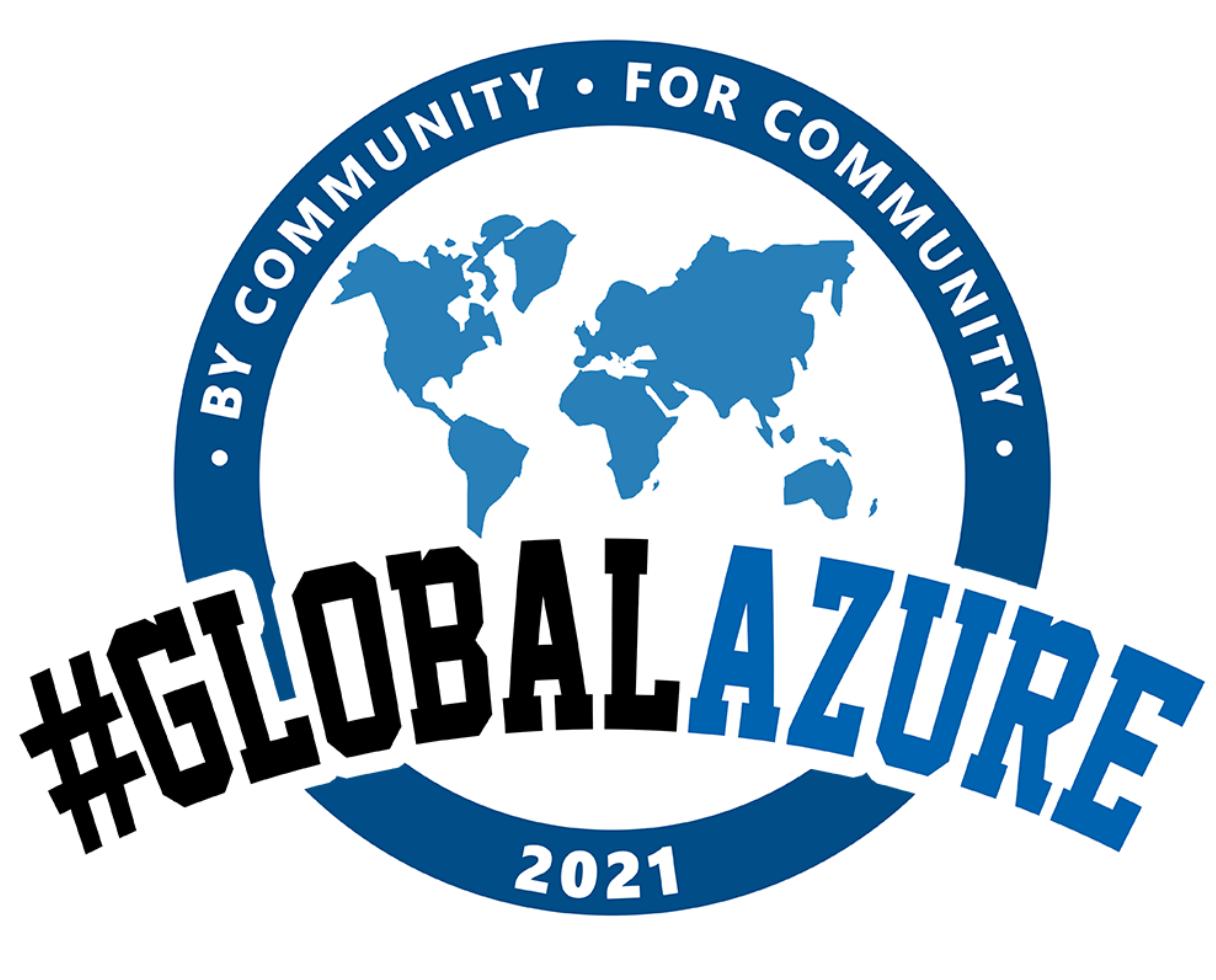 • BY COMMUNITY • FOR COMMUNITY •
#GLOBALAZURE
2021